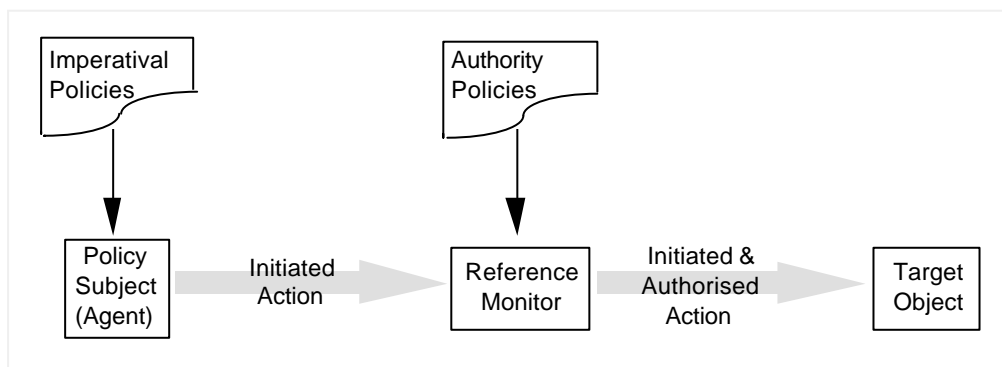 Imperatival
Policies
Authority
Policies
Policy
Subject
(Agent)
Initiated
Action
Reference
Monitor
Initiated &
Authorised
Action
Target
Object